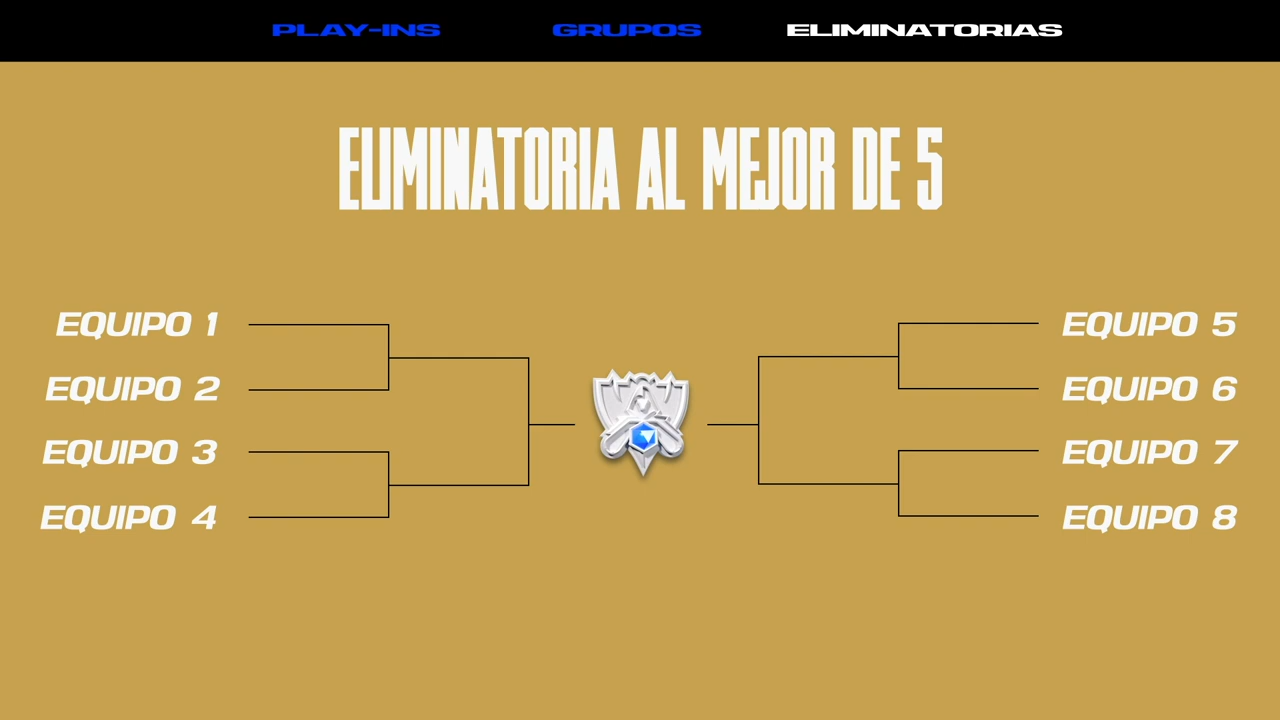 PLAY-INS GRUPOS ELIMINATORIAS
ELIMINATORIA AL MEJOR DE 5
EQUIPO 1
EQUIPO 2
EQUIPO 3
EQUIPO 4
EQUIPO 5
EQUIPO 6
EQUIPO 7
EQUIPO 8